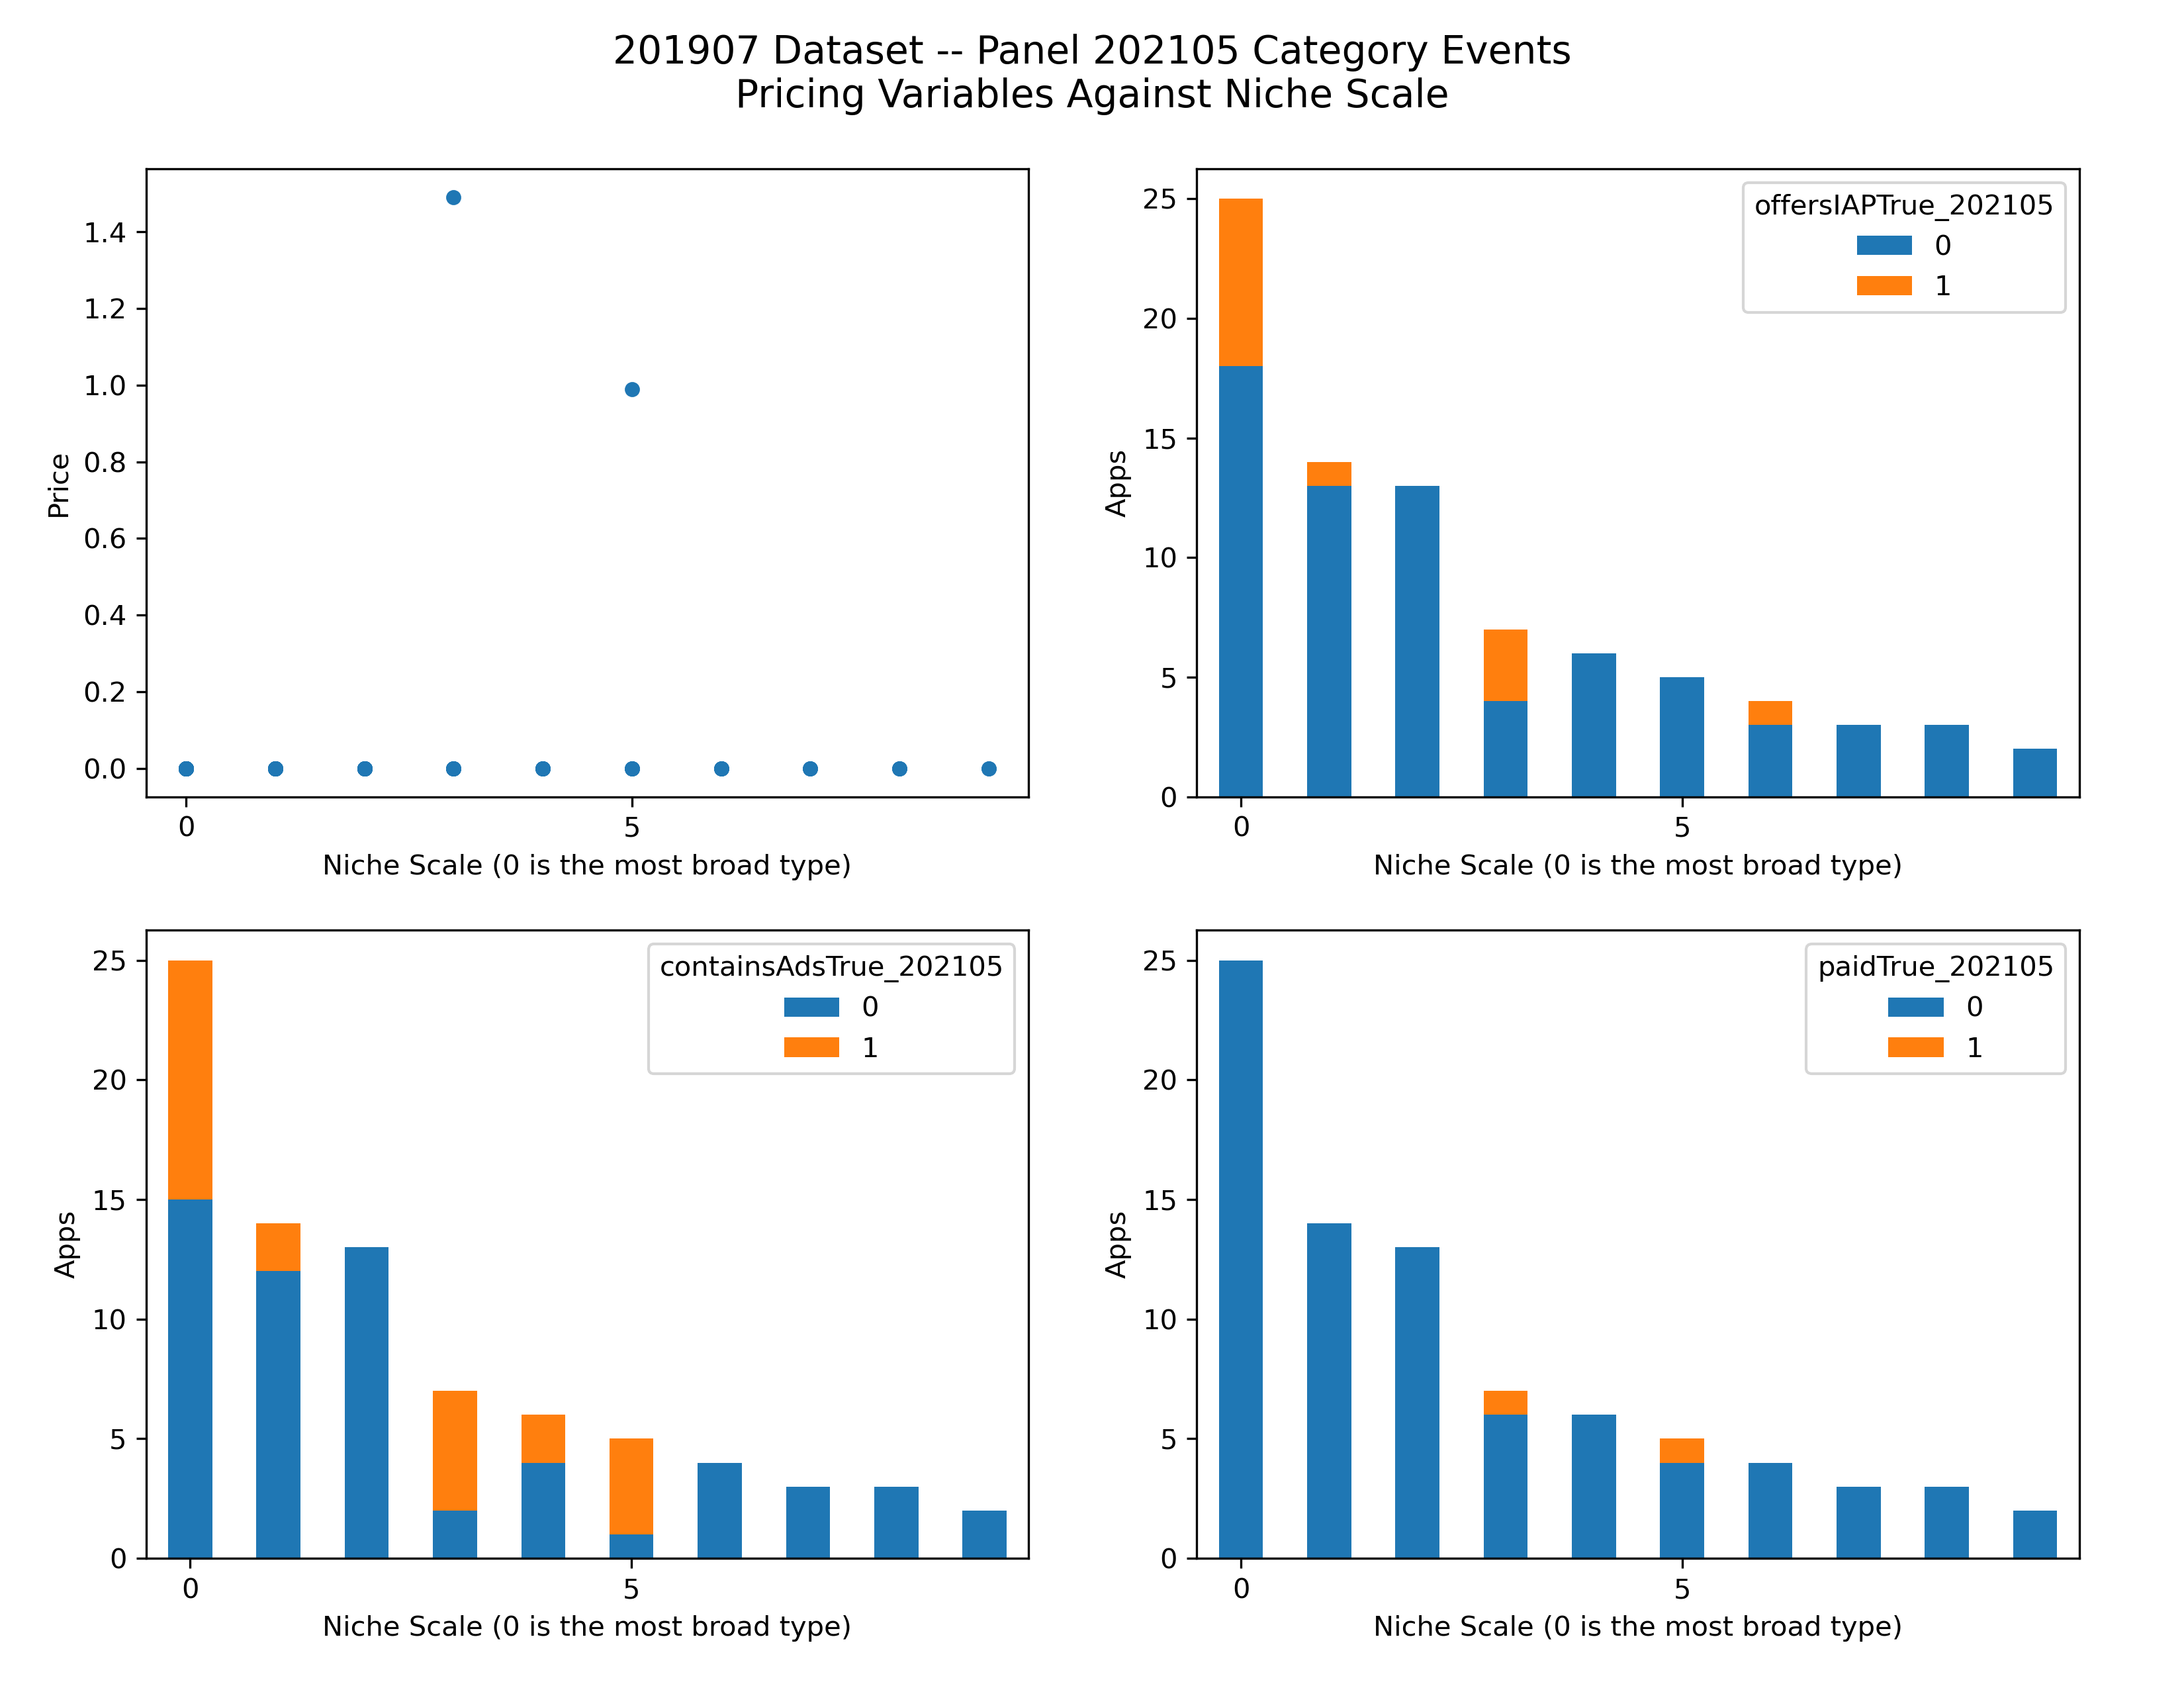 201907 Dataset -- Panel 202105 Category Events
Pricing Variables Against Niche Scale
1.4
1.2
1.0
0.8
0.6
0.4
0.2
0.0
Price
0 5
Niche Scale (0 is the most broad type)
25
20
15
10
5
0
Apps
offersIAPTrue_202105
0
1
0 5
Niche Scale (0 is the most broad type)
25
20
15
10
5
0
Apps
containsAdsTrue_202105
0
1
0 5
Niche Scale (0 is the most broad type)
25
20
15
10
5
0
Apps
paidTrue_202105
0
1
0 5
Niche Scale (0 is the most broad type)